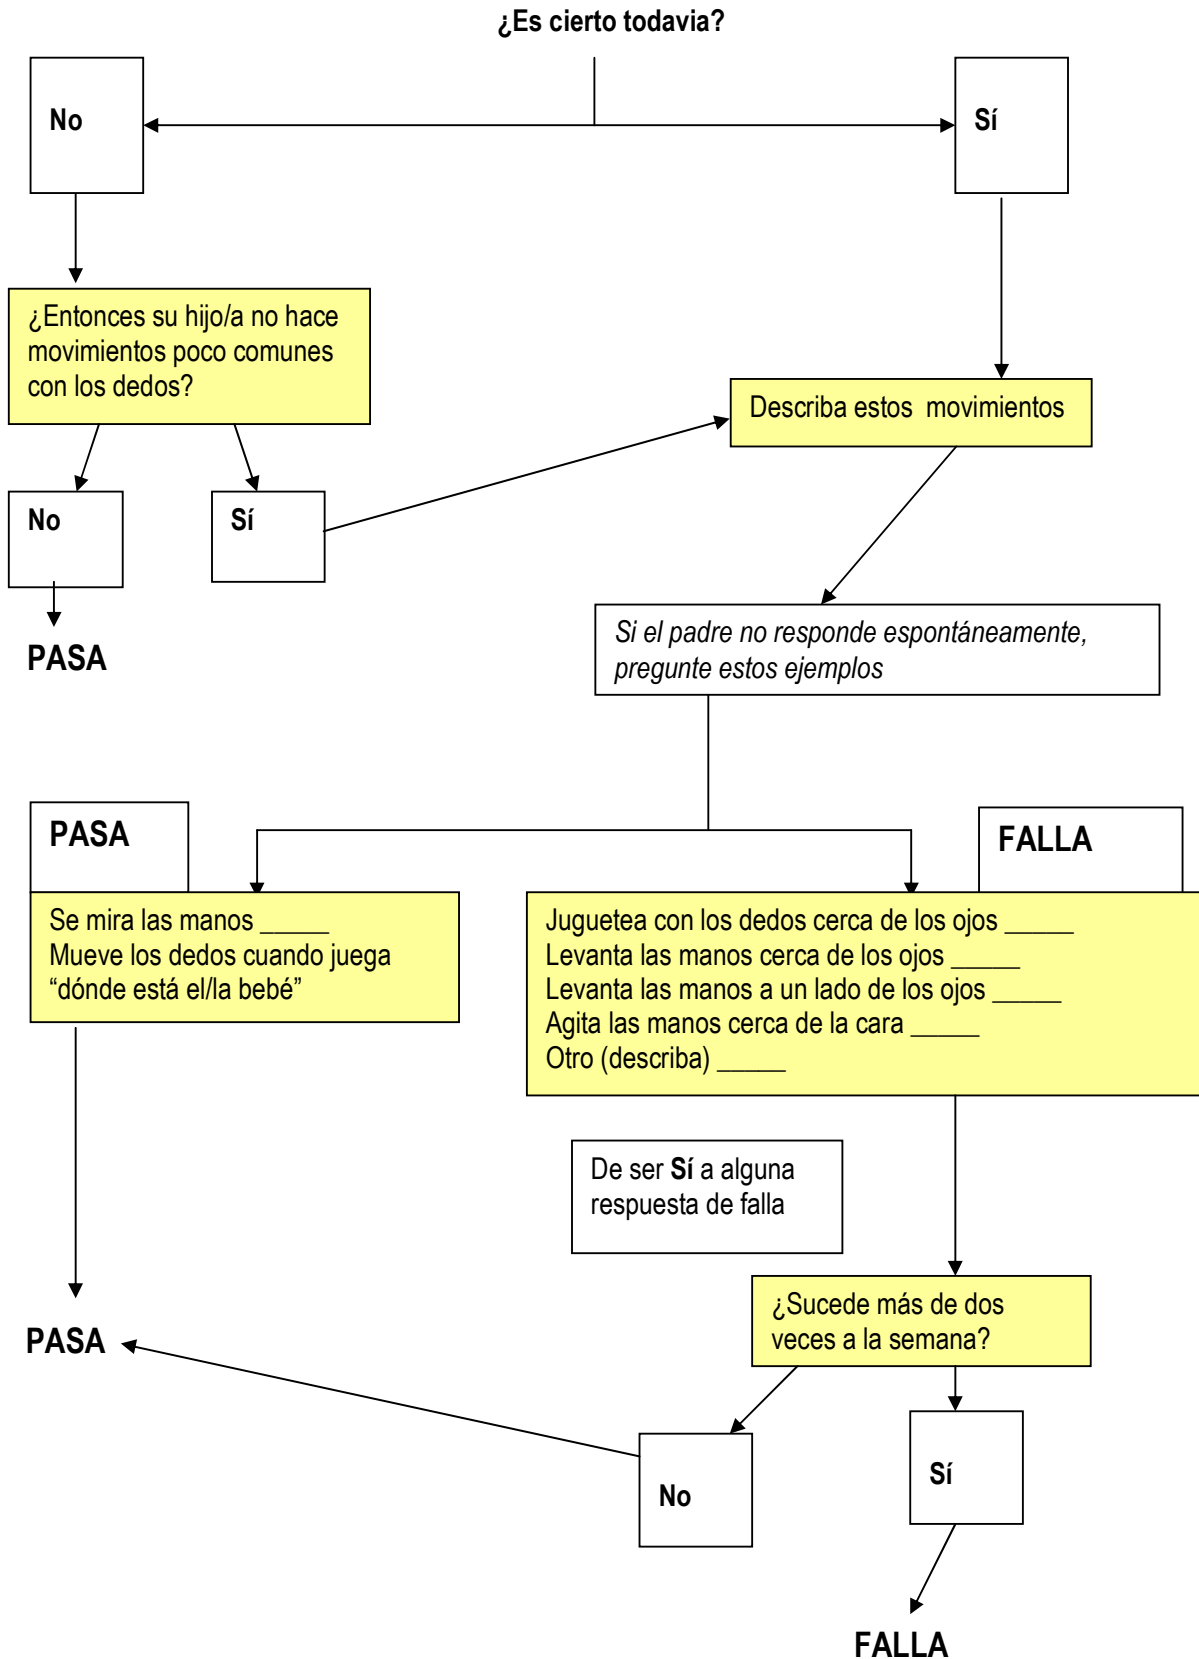 ¿Es cierto todavia?
No
Sí
¿Entonces su hijo/a no hace
movimientos poco comunes
con los dedos?
Describa estos movimientos
No
Sí
PASA
Si el padre no responde espontáneamente,
pregunte estos ejemplos
PASA
FALLA
Se mira las manos _____
Mueve los dedos cuando juega
“dónde está el/la bebé”
Juguetea con los dedos cerca de los ojos _____
Levanta las manos cerca de los ojos _____
Levanta las manos a un lado de los ojos _____
Agita las manos cerca de la cara _____
Otro (describa) _____
De ser Sí a alguna
respuesta de falla
¿Sucede más de dos
veces a la semana?
PASA
No
Sí
FALLA